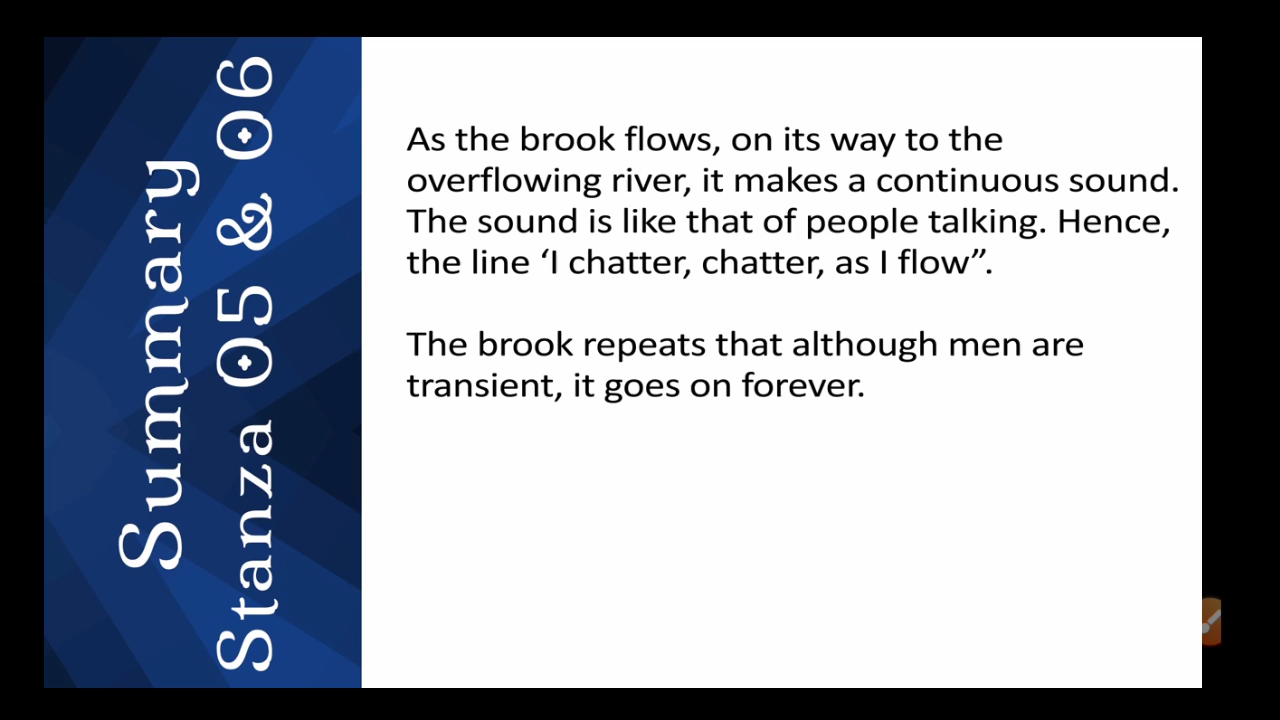 Summary
Stanza 05 & 06
As the brook flows, on its way to the
overflowing river, it makes a continuous sound.
The sound is like that of people talking. Hence,
the line ‘I chatter, chatter, as I flow”.
The brook repeats that although men are
transient, it goes on forever.